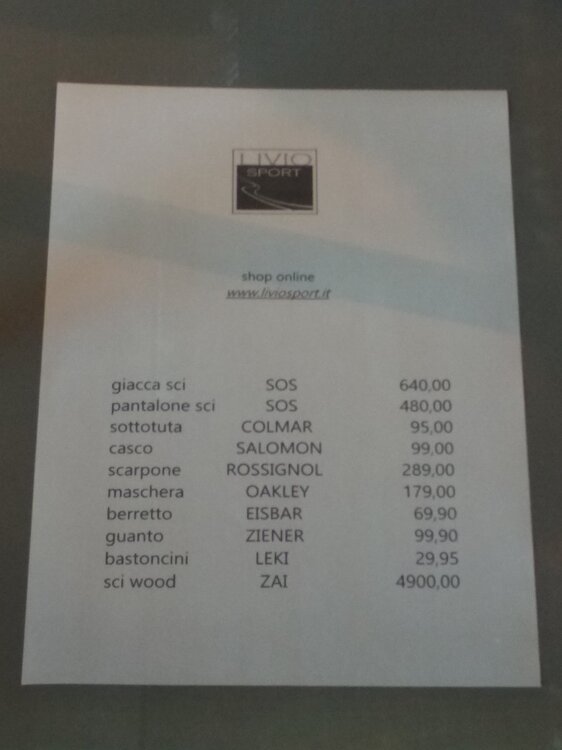 LIVIO
SPORT
shop online
www.liviosport.it
giacca sci SOS 640,00
pantalone sci SOS 480,00
sottotuta COLMAR 95,00
casco SALOMON 99,00
scarpone ROSSIGNOL 289,00
maschera OAKLEY 179,00
berretto EISBAR 69,90
guanto ZIENER 99,90
bastoncini LEKI 29,95
sci wood ZAI 4900,00